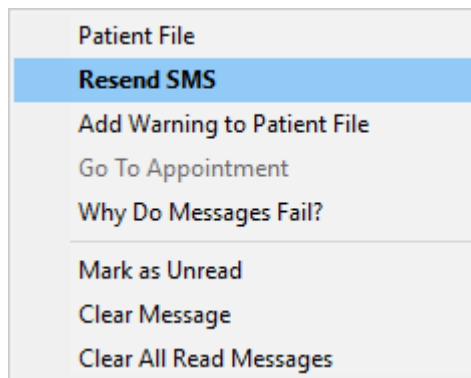 Patient File
Resend SMS
Add Warning to Patient File
Go To Appointment
Why Do Messages Fail?
Mark as Unread
Clear Message
Clear All Read Messages